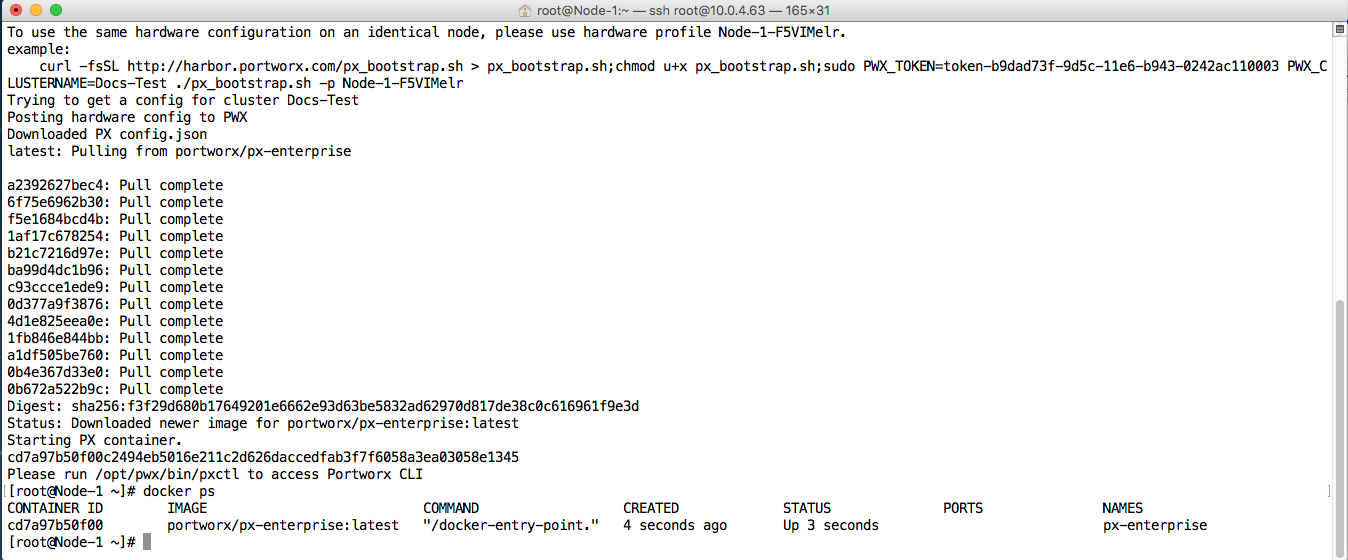 root@Node-1:~ — ssh root@10.0.4.63 — 165×31
To use the same hardware configuration on an identical node, please use hardware profile Node-1-F5VIMelr.
example:
    curl -fsSL http://harbor.portworx.com/px_bootstrap.sh > px_bootstrap.sh;chmod u+x px_bootstrap.sh;sudo PWX_TOKEN=token-b9dad73f-9d5c-11e6-b943-0242ac110003 PWX_C
LUSTERNAME=Docs-Test ./px_bootstrap.sh -p Node-1-F5VIMelr
Trying to get a config for cluster Docs-Test
Posting hardware config to PWX
Downloaded PX config.json
latest: Pulling from portworx/px-enterprise
a2392627bec4: Pull complete
6f75e6962b30: Pull complete
f5e1684bcd4b: Pull complete
1af17c678254: Pull complete
b21c7216d97e: Pull complete
ba99d4dc1b96: Pull complete
c93ccce1ede9: Pull complete
0d377a9f3876: Pull complete
4d1e825eea0e: Pull complete
1fb846e844bb: Pull complete
a1df505be760: Pull complete
0b4e367d33e0: Pull complete
0b672a522b9c: Pull complete
Digest: sha256:f3f29d680b17649201e6662e93d63be5832ad62970d817de38c0c616961f9e3d
Status: Downloaded newer image for portworx/px-enterprise:latest
Starting PX container.
cd7a97b50f00c2494eb5016e211c2d626daccedfab3f7f6058a3ea03058e1345
Please run /opt/pwx/bin/pxctl to access Portworx CLI
[root@Node-1 ~]# docker ps
CONTAINER ID        IMAGE                           COMMAND                  CREATED             STATUS              PORTS               NAMES
cd7a97b50f00        portworx/px-enterprise:latest   "/docker-entry-point."   4 seconds ago       Up 3 seconds                            px-enterprise
[root@Node-1 ~]#